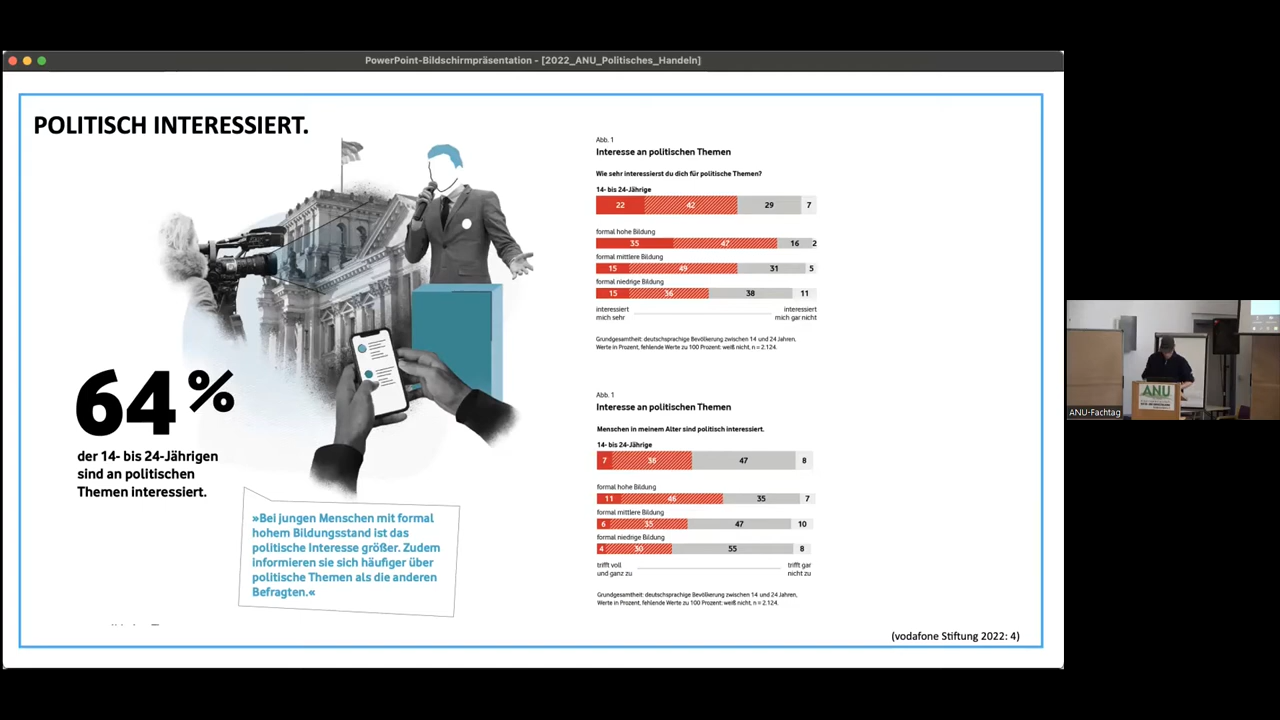 PowerPoint-Bildschirmpräsentation - [2022_ANU_Politisches_Handeln]
POLITISCH INTERESSIERT.
64%
der 14- bis 24-Jährigen
sind an politischen
Themen interessiert.
»Bei jungen Menschen mit formal
hohem Bildungsstand ist das
politische Interesse größer. Zudem
informieren sie sich häufiger über
politische Themen als die anderen
Befragten.«
Abb. 1
Interesse an politischen Themen
Wie sehr interessierst du dich für politische Themen?
14- bis 24-Jährige
22 42 29 7
formal hohe Bildung
35 47 16 2
formal mittlere Bildung
15 49 31 5
formal niedrige Bildung
15 36 38 11
interessiert interessiert
mich sehr mich gar nicht
Grundgesamtheit: deutschsprachige Bevölkerung zwischen 14 und 24 Jahren,
Werte in Prozent, fehlende Werte zu 100 Prozent: weiß nicht, n = 2.124.
Abb. 1
Interesse an politischen Themen
Menschen in meinem Alter sind politisch interessiert.
14- bis 24-Jährige
7 36 47 8
formal hohe Bildung
11 46 35 7
formal mittlere Bildung
6 35 47 10
formal niedrige Bildung
4 30 55 8
trifft voll trifft gar
und ganz zu nicht zu
Grundgesamtheit: deutschsprachige Bevölkerung zwischen 14 und 24 Jahren,
Werte in Prozent, fehlende Werte zu 100 Prozent: weiß nicht, n = 2.124.
(vodafone Stiftung 2022: 4)
ANU
ANU-Fachtag